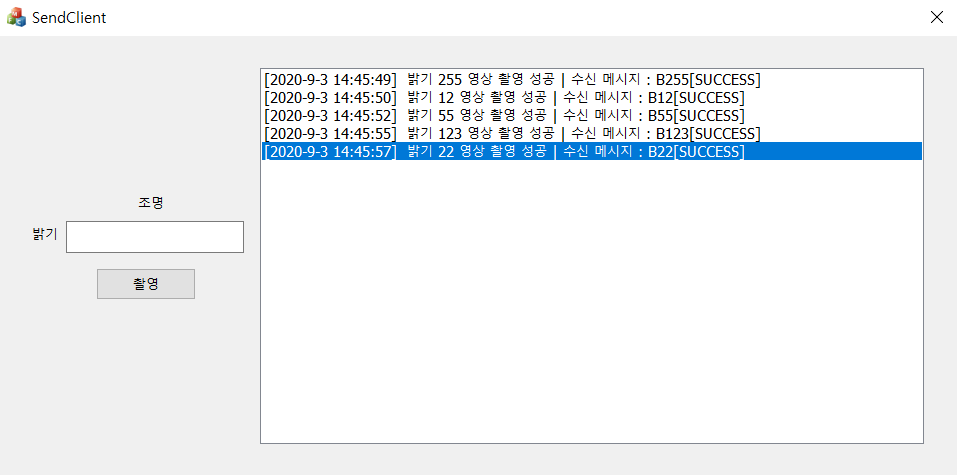 SendClient
[2020-9-3 14:45:49] 밝기 255 영상 촬영 성공 | 수신 메시지 : B255[SUCCESS]
[2020-9-3 14:45:50] 밝기 12 영상 촬영 성공 | 수신 메시지 : B12[SUCCESS]
[2020-9-3 14:45:52] 밝기 55 영상 촬영 성공 | 수신 메시지 : B55[SUCCESS]
[2020-9-3 14:45:55] 밝기 123 영상 촬영 성공 | 수신 메시지 : B123[SUCCESS]
[2020-9-3 14:45:57] 밝기 22 영상 촬영 성공 | 수신 메시지 : B22[SUCCESS]
조명
밝기
촬영